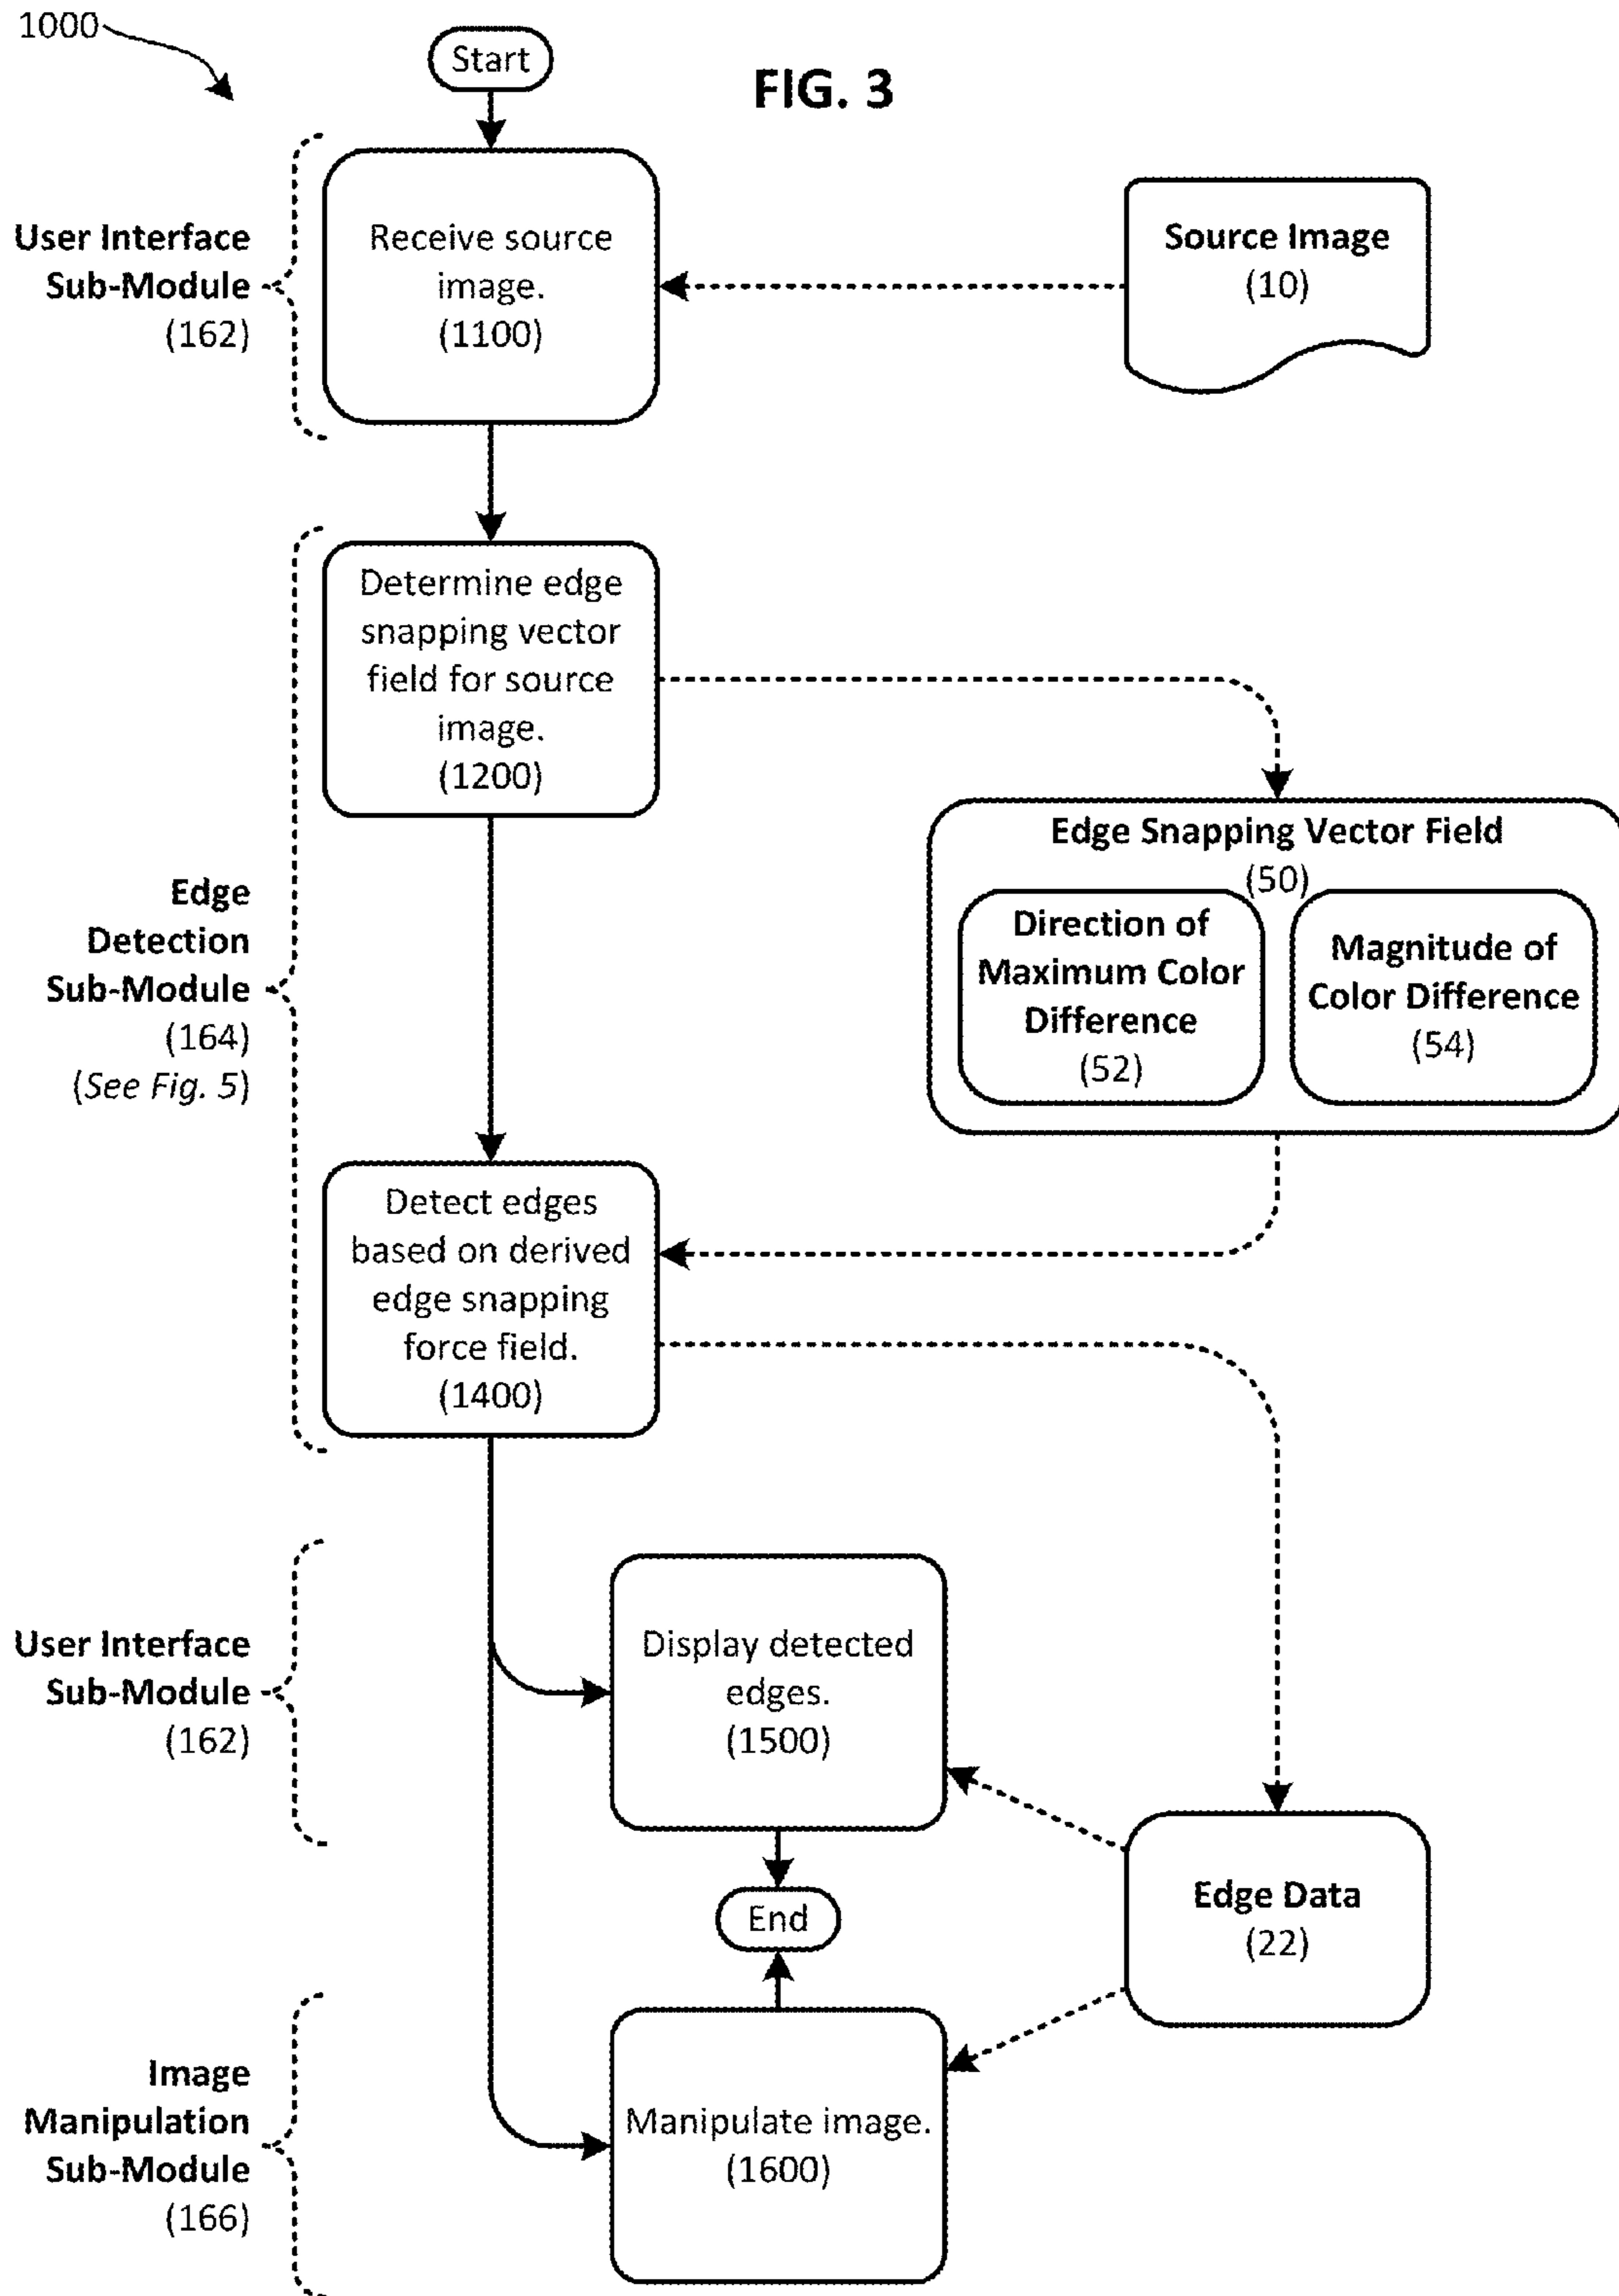 1000
Start
FIG. 3
User Interface
Sub-Module
(162)
Receive source
image.
(1100)
Source Image
(10)
Determine edge
snapping vector
field for source
image.
(1200)
Edge Snapping Vector Field
(50)
Direction of
Maximum Color
Difference
(52)
Magnitude of
Color Difference
(54)
Edge
Detection
Sub-Module
(164)
(See Fig. 5)
Detect edges
based on derived
edge snapping
force field.
(1400)
User Interface
Sub-Module
(162)
Display detected
edges.
(1500)
End
Edge Data
(22)
Image
Manipulation
Sub-Module
(166)
Manipulate image.
(1600)